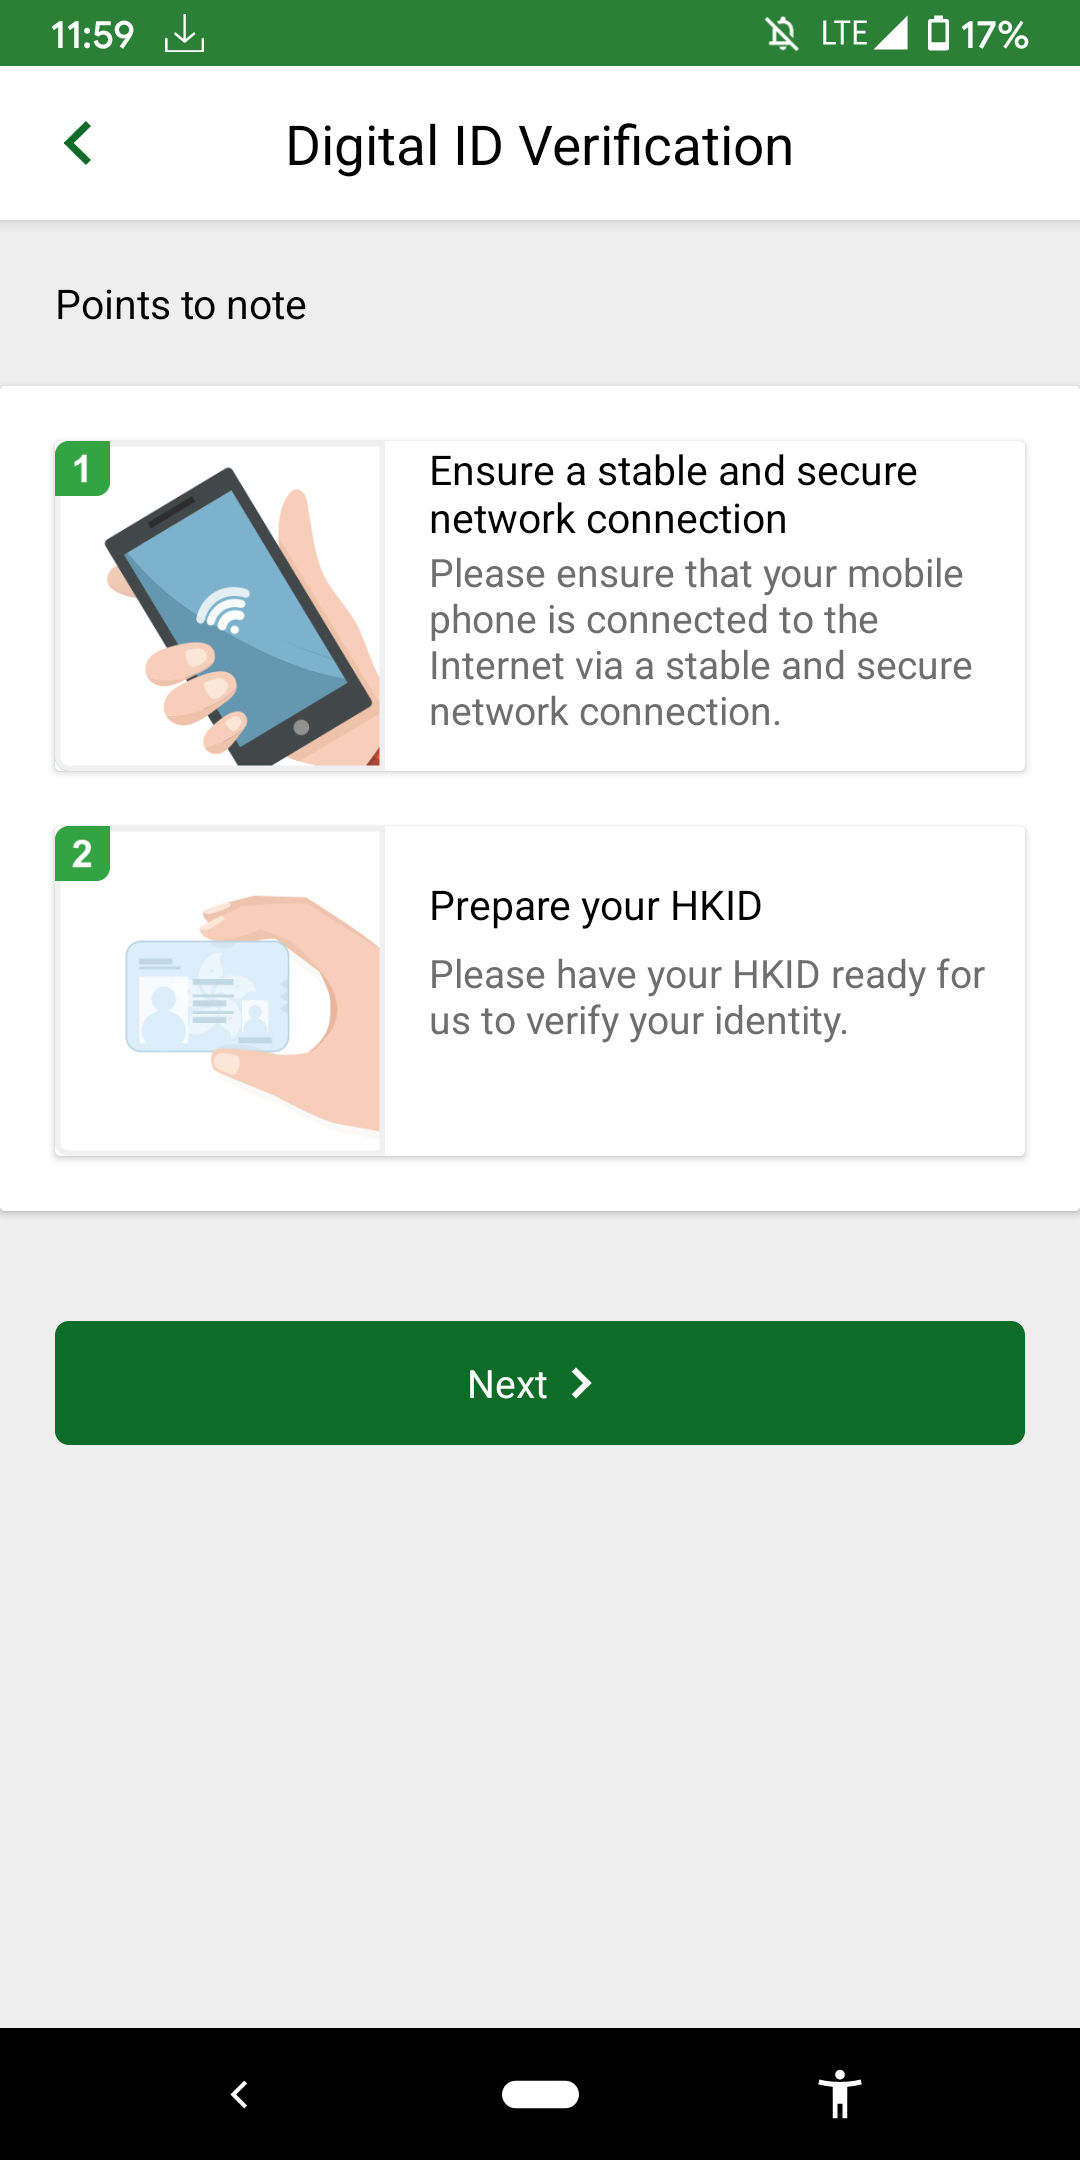 11:59 LTE 17%
Digital ID Verification
Points to note
1
Ensure a stable and secure
network connection
Please ensure that your mobile
phone is connected to the
Internet via a stable and secure
network connection.
2
Prepare your HKID
Please have your HKID ready for
us to verify your identity.
Next